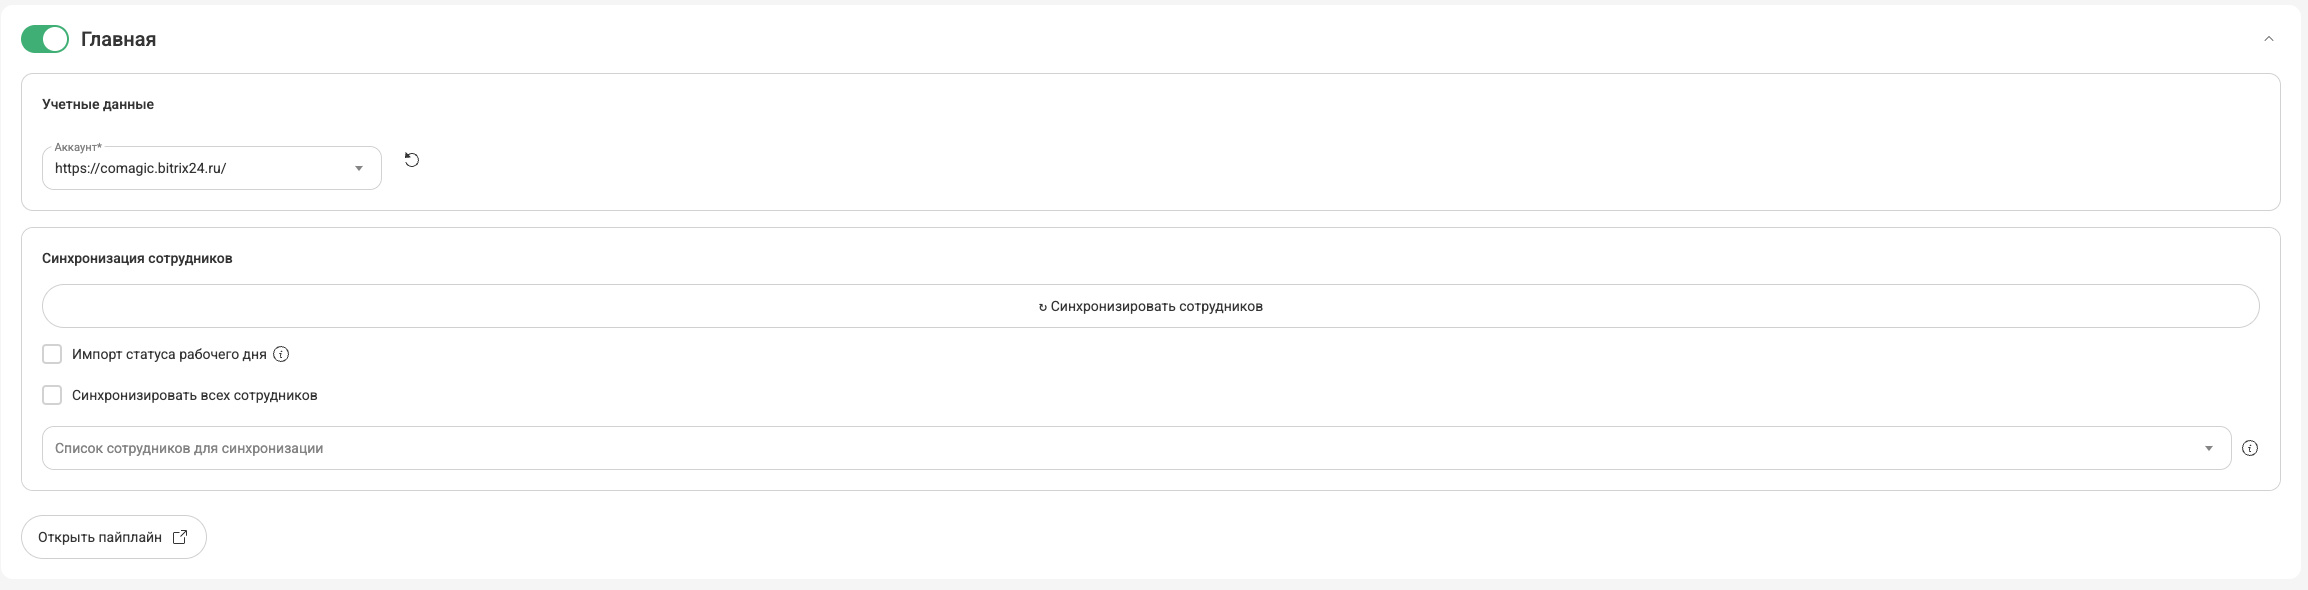 Главная
Учетные данные
Аккаунт*
https://comagic.bitrix24.ru/
Синхронизация сотрудников
↻ Синхронизировать сотрудников
Импорт статуса рабочего дня
Синхронизировать всех сотрудников
Список сотрудников для синхронизации
Открыть пайплайн